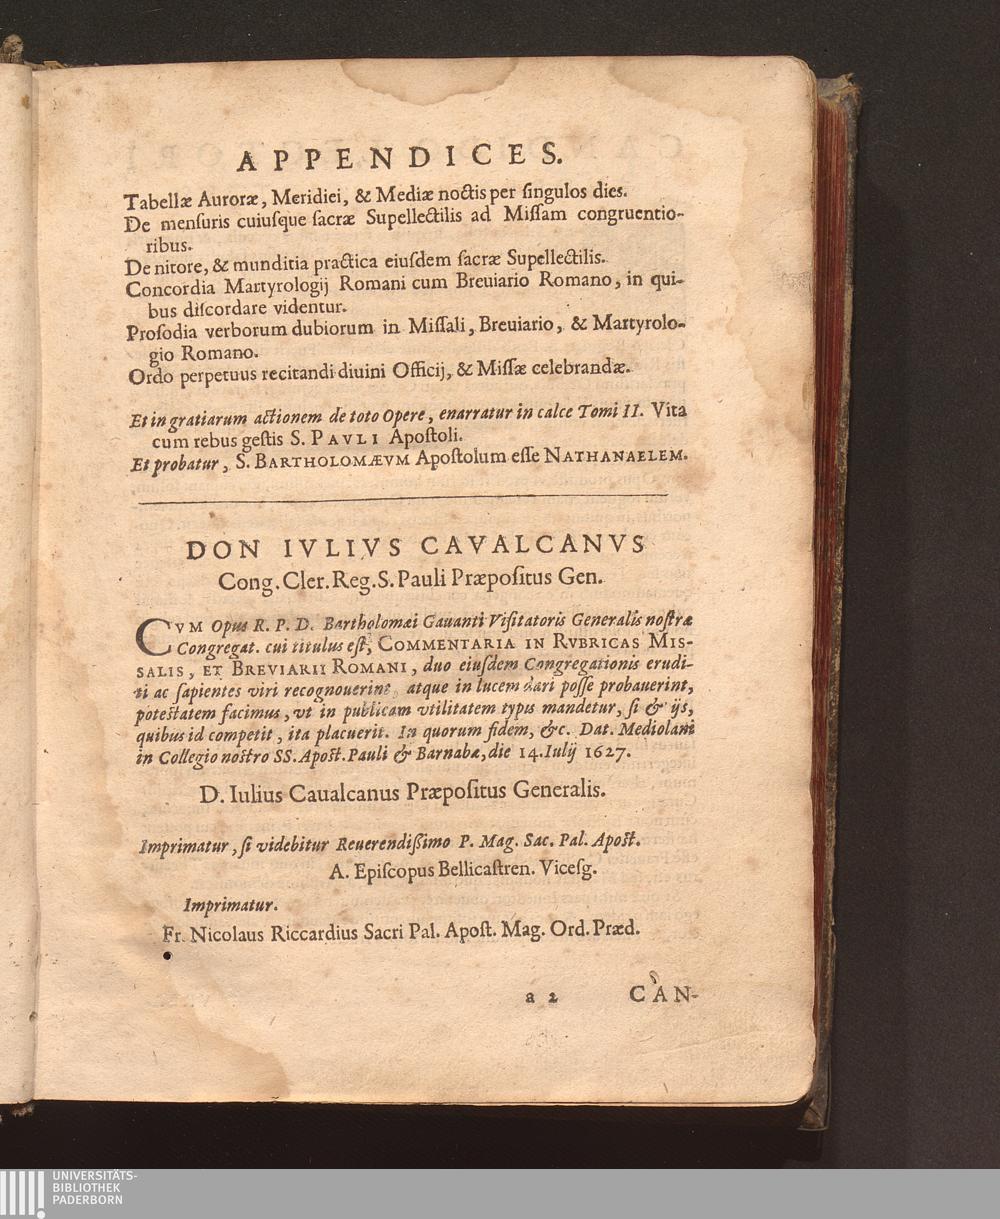 APPENDICES.
Tabellæ Auroræ, Meridiei, & Mediæ noctis per ſingulos dies.
De menſuris cuiuſque ſacræ Supellectilis ad Miſſam congruentio-
ribus.
De nitore, & munditia practica eiuſdem ſacræ Supellectilis.
Concordia Martyrologij Romani cum Breuiario Romano, in qui-
bus diſcordare videntur.
Proſodia verborum dubiorum in Miſſali, Breuiario, & Martyrolo-
gio Romano.
Ordo perpetuus recitandi diuini Officij, & Miſſæ celebrandæ.
Et in gratiarum actionem de toto Opere, enarratur in calce Tomi II. Vita
cum rebus geſtis S. PAVLI Apoſtoli.
Et probatur, S. BARTHOLOMÆVM Apoſtolum eſſe NATHANAELEM.
DON IVLIVS CAVALCANVS
Cong. Cler. Reg. S. Pauli Præpoſitus Gen.
CVM Opus R. P. D. Bartholomæi Gauanti Viſitatoris Generalis noſtræ
Congregat. cui titulus eſt, COMMENTARIA IN RVBRICAS MIS-
SALIS, ET BREVIARII ROMANI, duo eiuſdem Congregationis erudi-
ti ac ſapientes viri recognouerint, atque in lucem dari poſſe probauerint,
poteſtatem facimus, vt in publicam vtilitatem typis mandetur, ſi & ijs,
quibus id competit, ita placuerit. In quorum fidem, &c. Dat. Mediolani
in Collegio noſtro SS. Apoſt. Pauli & Barnabæ, die 14. Iulij 1627.
D. Iulius Caualcanus Præpoſitus Generalis.
Imprimatur, ſi videbitur Reuerendiſſimo P. Mag. Sac. Pal. Apoſt.
A. Epiſcopus Bellicaſtren. Viceſg.
Imprimatur.
Fr. Nicolaus Riccardius Sacri Pal. Apoſt. Mag. Ord. Præd.
a 2 CAN-
UNIVERSITÄTS-
BIBLIOTHEK
PADERBORN